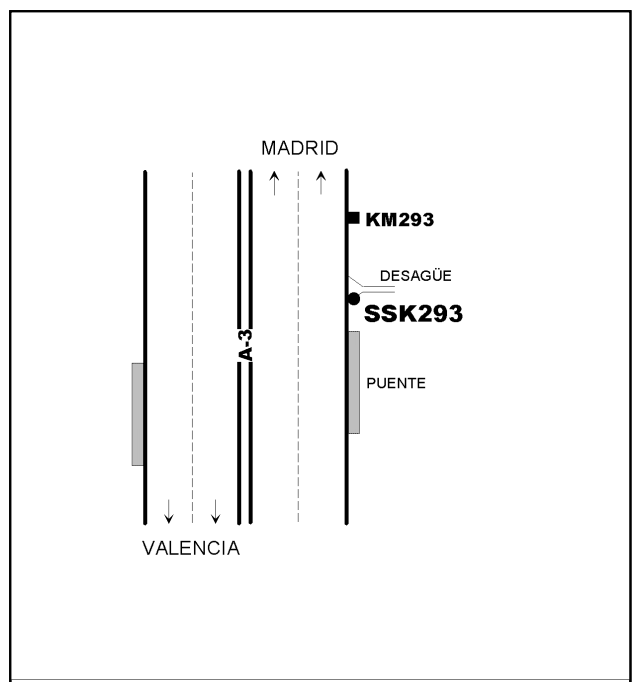 MADRID
KM293
DESAGÜE
SSK293
A-3
PUENTE
VALENCIA